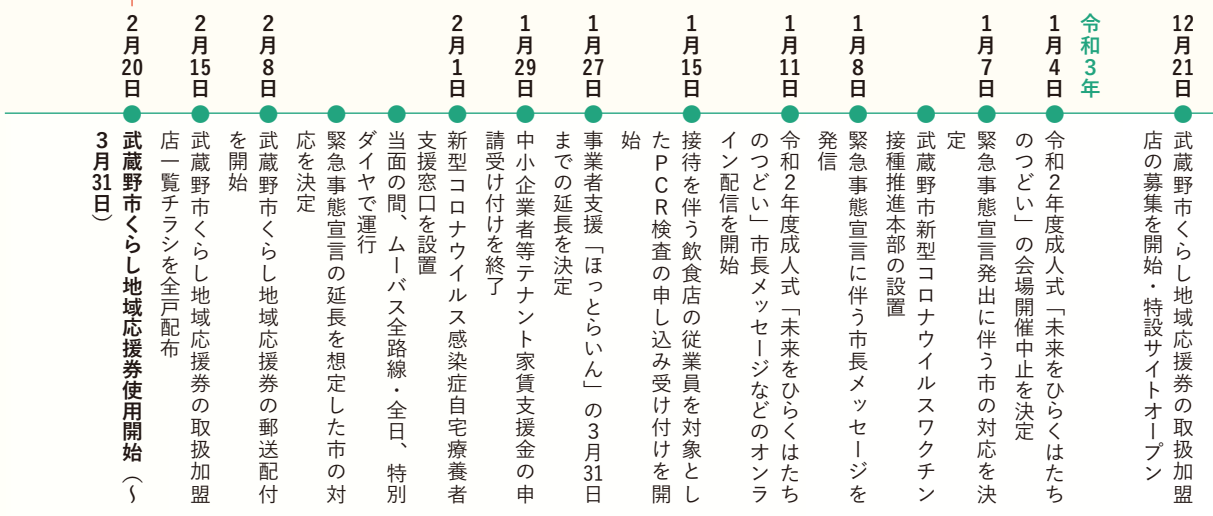 12月21日
武蔵野市くらし地域応援券の取扱加盟
店の募集を開始・特設サイトオープン
令和3年
1月4日
令和2年度成人式「未来をひらくはたち
のつどい」の会場開催中止を決定
1月7日
緊急事態宣言発出に伴う市の対応を決
定
武蔵野市新型コロナウイルスワクチン
接種推進本部の設置
1月8日
緊急事態宣言に伴う市長メッセージを
発信
1月11日
令和2年度成人式「未来をひらくはたち
のつどい」市長メッセージなどのオンラ
イン配信を開始
1月15日
接待を伴う飲食店の従業員を対象とし
たPCR検査の申し込み受け付けを開
始
1月27日
事業者支援「ほっとらいん」の3月31日
までの延長を決定
1月29日
中小企業者等テナント家賃支援金の申
請受け付けを終了
2月1日
新型コロナウイルス感染症自宅療養者
支援窓口を設置
当面の間、ムーバス全路線・全日、特別
ダイヤで運行
緊急事態宣言の延長を想定した市の対
応を決定
2月8日
武蔵野市くらし地域応援券の郵送配付
を開始
2月15日
武蔵野市くらし地域応援券の取扱加盟
店一覧チラシを全戸配布
2月20日
武蔵野市くらし地域応援券使用開始(～
3月31日)